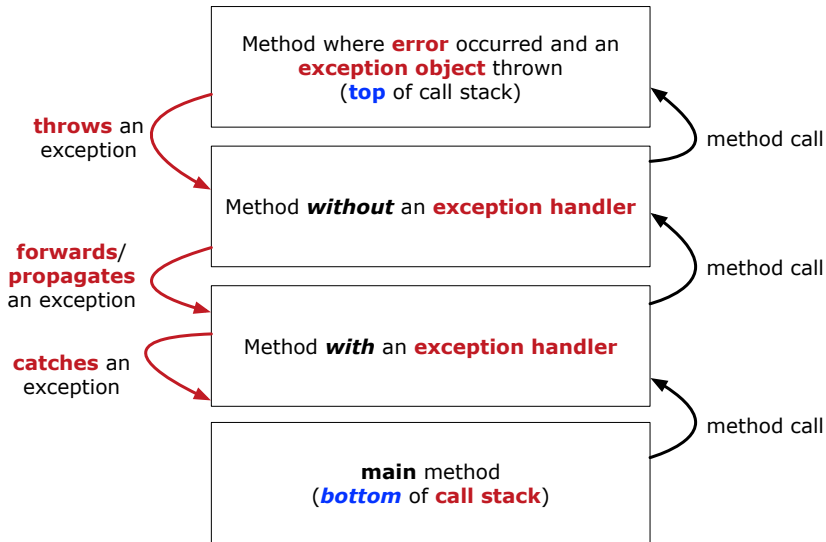 Method where error occurred and an
exception object thrown
(top of call stack)
throws an
exception
method call
Method without an exception handler
forwards/
propagates
an exception
method call
Method with an exception handler
catches an
exception
method call
main method
(bottom of call stack)